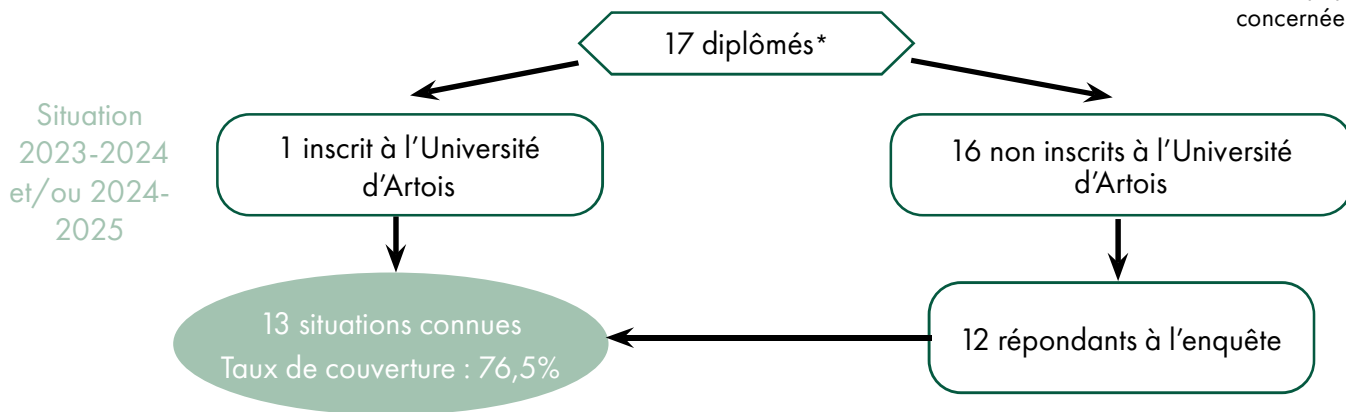 concernée
17 diplômés*
Situation
2023-2024
et/ou 2024-
2025
1 inscrit à l'Université
d'Artois
16 non inscrits à l'Université
d'Artois
13 situations connues
Taux de couverture : 76,5%
12 répondants à l'enquête